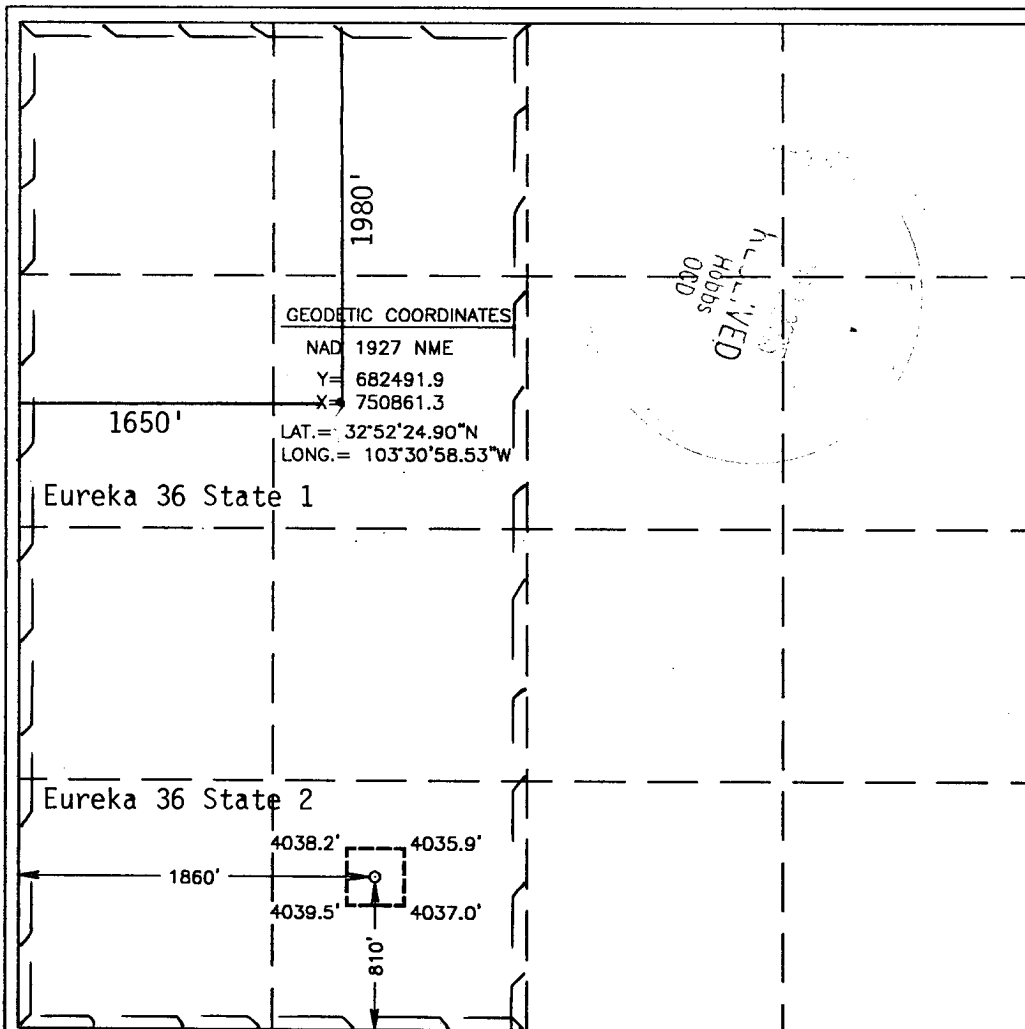 1980'
GEODETIC COORDINATES
NAD 1927 NME
Y= 682491.9
X= 750861.3
LAT.= 32°52'24.90"N
LONG.= 103°30'58.53"W
1650'
Hobbs
OCD
Eureka 36 State 1
Eureka 36 State 2
4038.2' 4035.9'
1860'
4039.5' 4037.0'
810'